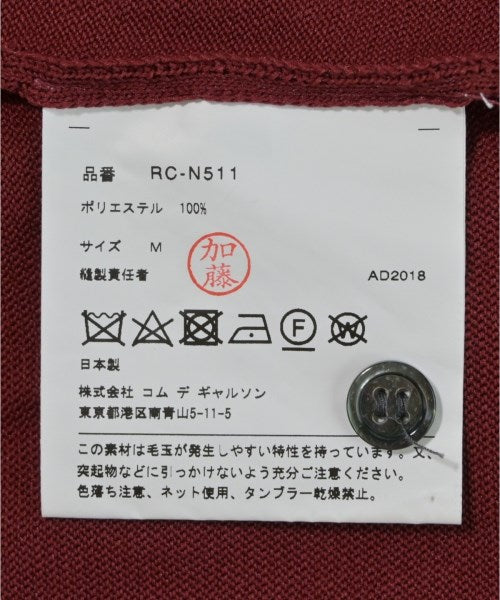 品番 RC-N511
ポリエステル 100%
サイズ M
加藤
縫製責任者 AD2018
F W
日本製
株式会社 コム デ ギャルソン
東京都港区南青山5-11-5
この素材は毛玉が発生しやすい特性を持っています。又、
突起物などに引っかけないよう充分ご注意ください。
色落ち注意、ネット使用、タンブラー乾燥禁止。